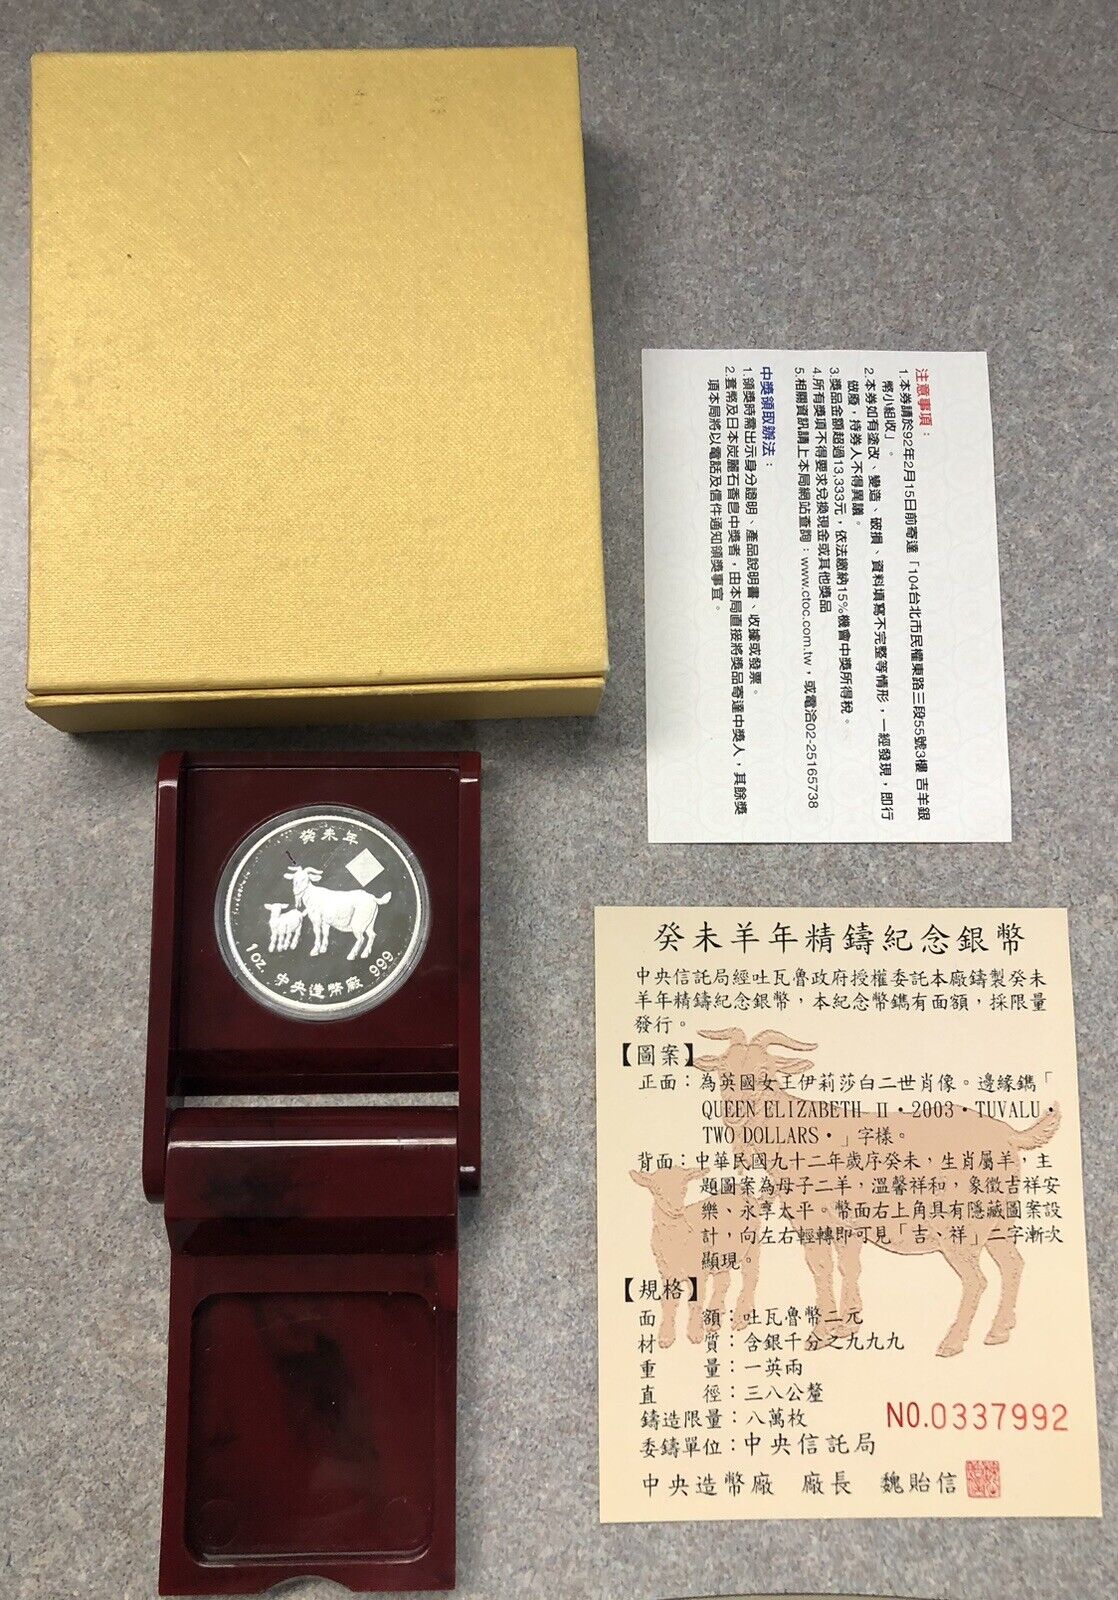 注意事項：
1.本券請於92年2月15日前寄達「104台北市民權東路三段55號3樓 吉羊銀
幣小組收」。
2.本券如有塗改、變造、破損、資料填寫不完整等情形，一經發現，即行
做廢，持券人不得異議。
3.獎品金額超過13,333元，依法繳納15%機會中獎所得稅。
4.所有獎項不得要求兌換現金或其他獎品
5.相關資訊請上本局網站查詢：www.ctoc.com.tw，或電洽02-25165738
中獎領取辦法：
1.領獎時需出示身分證明、產品說明書、收據或發票。
2.套幣及日本炭麗石香皂中獎者，由本局直接將獎品寄達中獎人，其餘獎
項本局將以電話及信件通知領獎事宜。
癸未年
1oz. 中央造幣廠 999
癸未羊年精鑄紀念銀幣
中央信託局經吐瓦魯政府授權委託本廠鑄製癸未
羊年精鑄紀念銀幣，本紀念幣鐫有面額，採限量
發行。
【圖案】
正面：為英國女王伊莉莎白二世肖像。邊緣鐫「
QUEEN ELIZABETH Ⅱ・2003・TUVALU・
TWO DOLLARS・」字樣。
背面：中華民國九十二年歲序癸未，生肖屬羊，主
題圖案為母子二羊，溫馨祥和，象徵吉祥安
樂、永享太平。幣面右上角具有隱藏圖案設
計，向左右輕轉即可見「吉、祥」二字漸次
顯現。
【規格】
面額：吐瓦魯幣二元
材質：含銀千分之九九九
重量：一英兩
直徑：三八公釐
鑄造限量：八萬枚
NO.0337992
委鑄單位：中央信託局
中央造幣廠 廠長 魏貽信